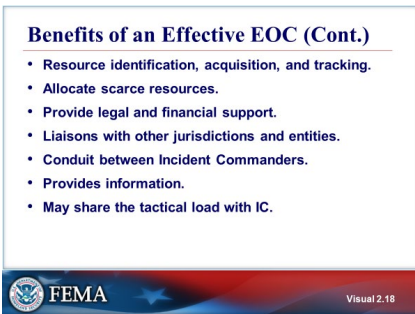 Benefits of an Effective EOC (Cont.)
• Resource identification, acquisition, and tracking.
• Allocate scarce resources.
• Provide legal and financial support.
• Liaisons with other jurisdictions and entities.
• Conduit between Incident Commanders.
• Provides information.
• May share the tactical load with IC.
FEMA
Visual 2.18